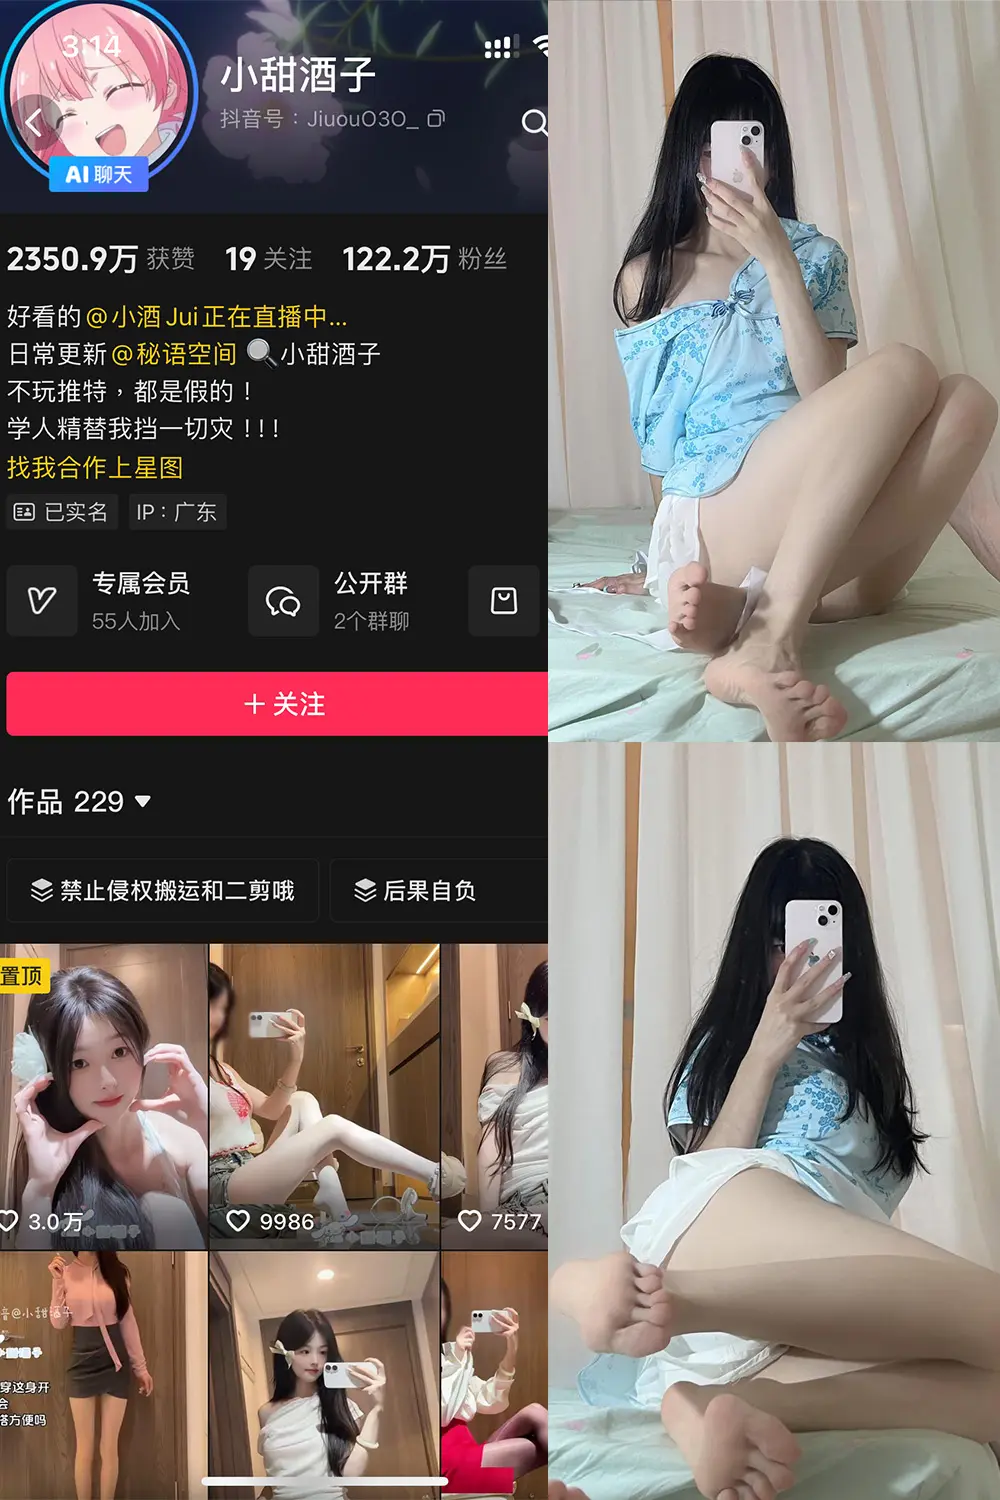 3:14
小甜酒子
抖音号：JiuouO3O_
AI 聊天
2350.9万 获赞 19 关注 122.2万 粉丝
好看的@小酒Jui正在直播中...
日常更新@秘语空间 🔍小甜酒子
不玩推特，都是假的！
学人精替我挡一切灾！！！
找我合作上星图
已实名 IP：广东
专属会员 公开群
55人加入 2个群聊
＋关注
作品 229
禁止侵权搬运和二剪哦 后果自负
置顶
3.0万 9986 7577
音@小甜酒子
穿这身开
会
搭方便吗